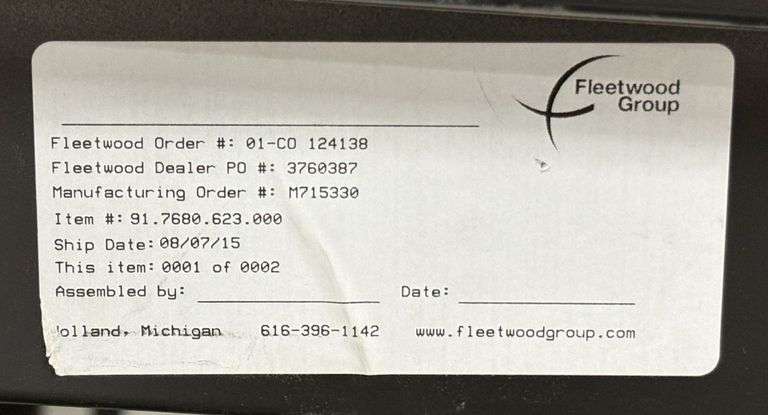 Fleetwood
Group
Fleetwood Order #: 01-CO 124138
Fleetwood Dealer PO #: 3760387
Manufacturing Order #: M715330
Item #: 91.7680.623.000
Ship Date: 08/07/15
This item: 0001 of 0002
Assembled by: Date:
Holland, Michigan 616-396-1142 www.fleetwoodgroup.com